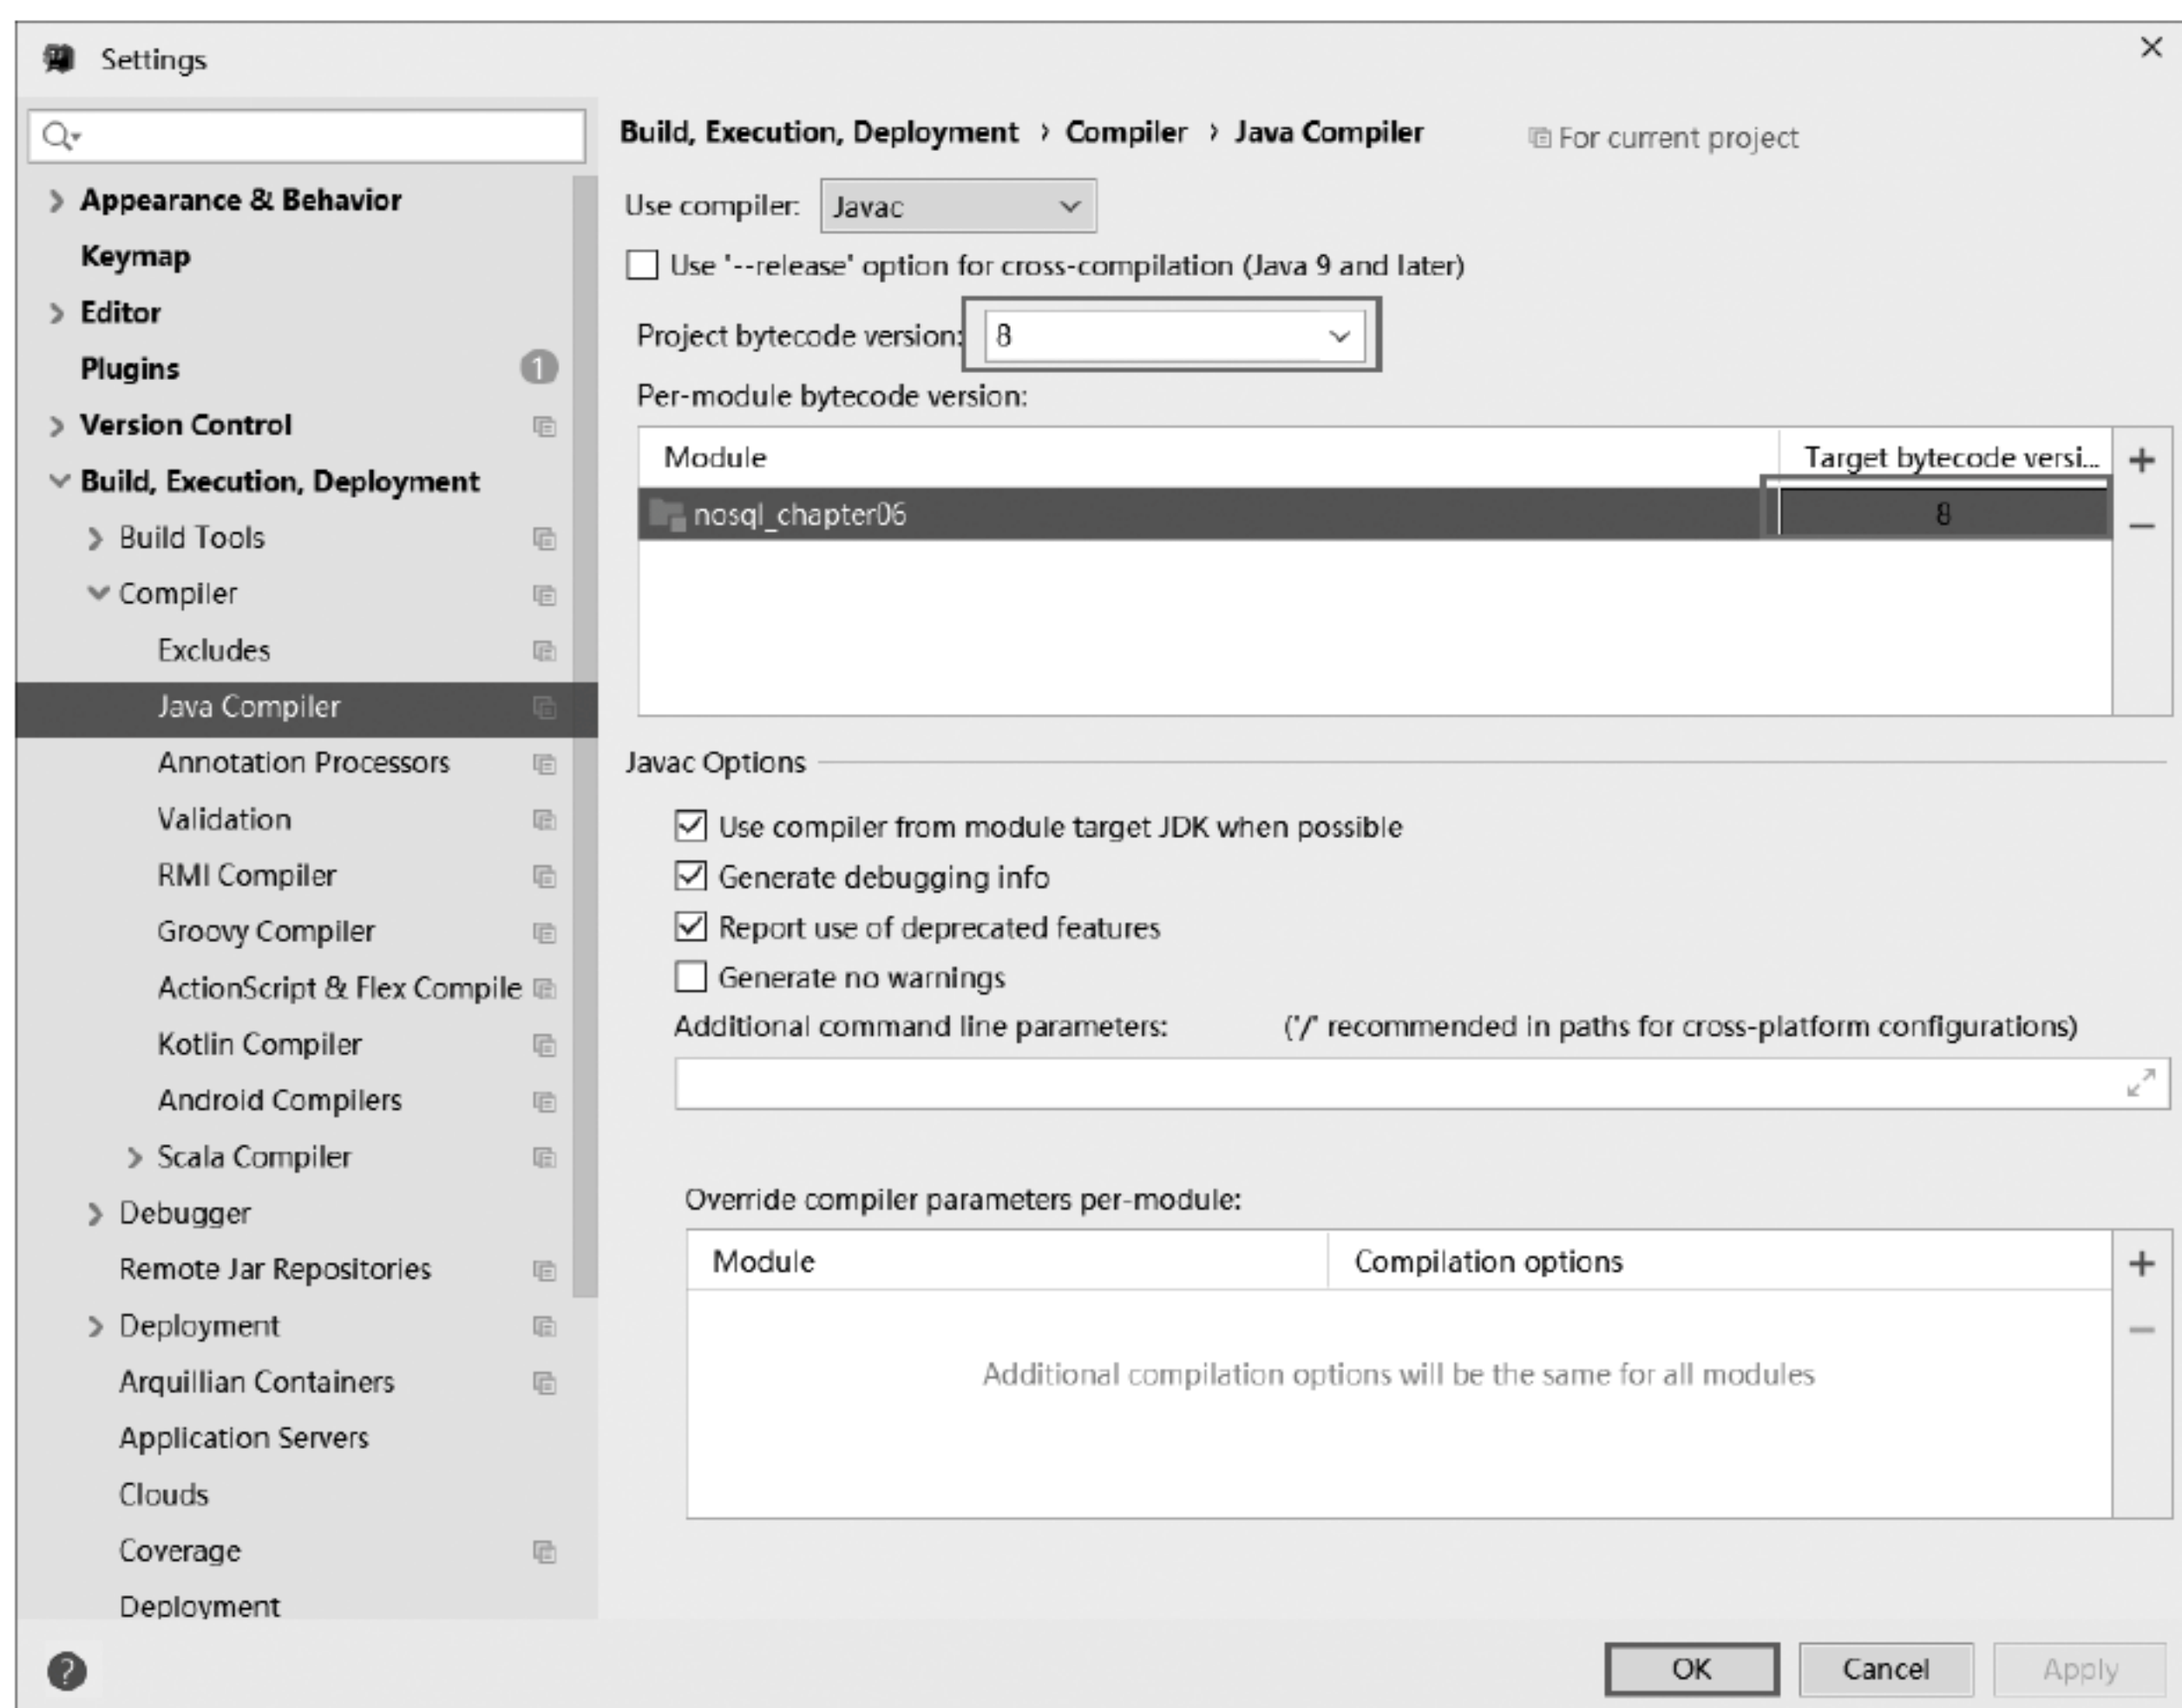 Settings
Appearance & Behavior
Keymap
Editor
Plugins
1
Version Control
Build, Execution, Deployment
Build Tools
Compiler
Excludes
Java Compiler
Annotation Processors
Validation
RMI Compiler
Groovy Compiler
ActionScript & Flex Compile
Kotlin Compiler
Android Compilers
Scala Compiler
Debugger
Remote Jar Repositories
Deployment
Arquillian Containers
Application Servers
Clouds
Coverage
Deployment
Build, Execution, Deployment › Compiler › Java Compiler
For current project
Use compiler: Javac
Use '--release' option for cross-compilation (Java 9 and later)
Project bytecode version: 8
Per-module bytecode version:
Module Target bytecode versi...
nosql_chapter06 8
Javac Options
Use compiler from module target JDK when possible
Generate debugging info
Report use of deprecated features
Generate no warnings
Additional command line parameters: ('/' recommended in paths for cross-platform configurations)
Override compiler parameters per-module:
Module Compilation options
Additional compilation options will be the same for all modules
?
OK Cancel Apply